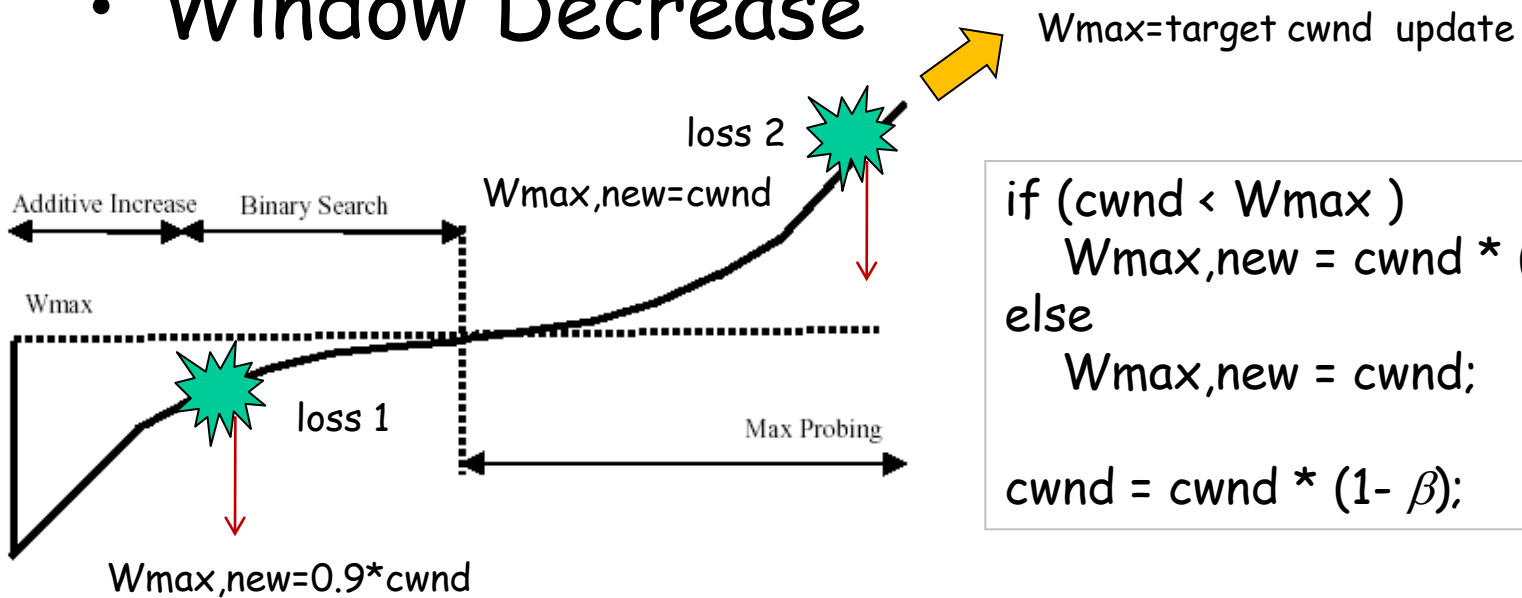 • Window Decrease
Wmax=target cwnd update
loss 2
Wmax,new=cwnd
Additive Increase
Binary Search
Wmax
loss 1
Max Probing
Wmax,new=0.9*cwnd
if (cwnd < Wmax )
Wmax,new = cwnd * (
else
Wmax,new = cwnd;
cwnd = cwnd * (1- β);